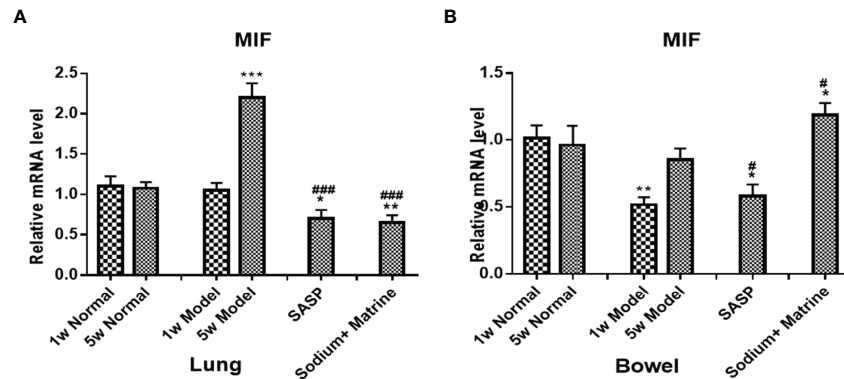 A
MIF
Relative mRNA level
2.5
2.0
1.5
1.0
0.5
0.0
***
###
*
###
**
1w Normal
5w Normal
1w Model
5w Model
SASP
Sodium+ Matrine
Lung
B
MIF
Relative mRNA level
1.5
1.0
0.5
0.0
**
#
*
#
*
1w Normal
5w Normal
1w Model
5w Model
SASP
Sodium+ Matrine
Bowel